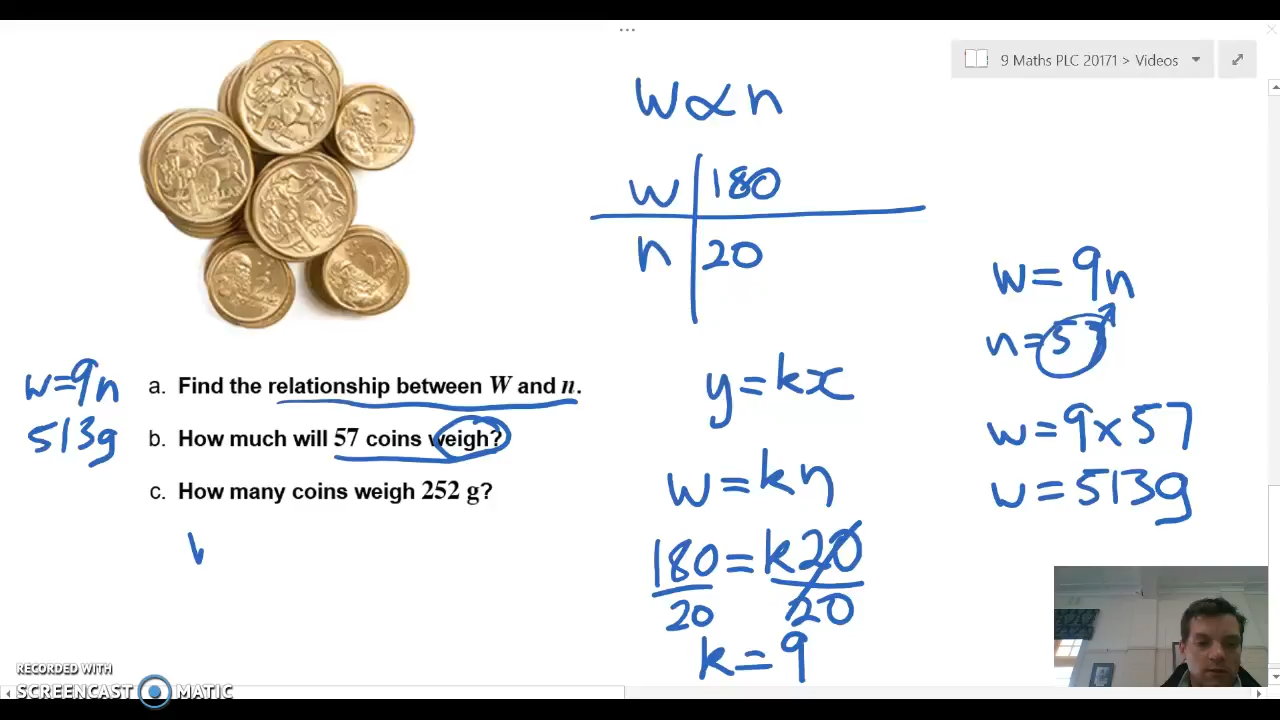 9 Maths PLC 20171 > Videos
W ∝ n
W | 180
n | 20
w = 9n
n = 57
y = kx
w=9n a. Find the relationship between W and n.
513g b. How much will 57 coins weigh?
c. How many coins weigh 252 g?
w = kn
180 = k20
20 20
k = 9
w = 9 x 57
w = 513g
RECORDED WITH
SCREENCAST MATIC